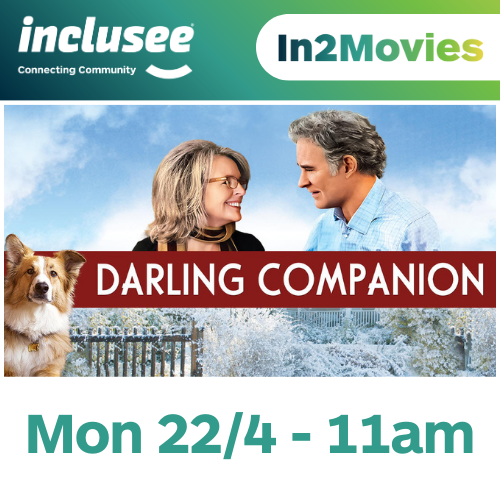 inclusee
Connecting Community
In2Movies
DARLING COMPANION
Mon 22/4 - 11am